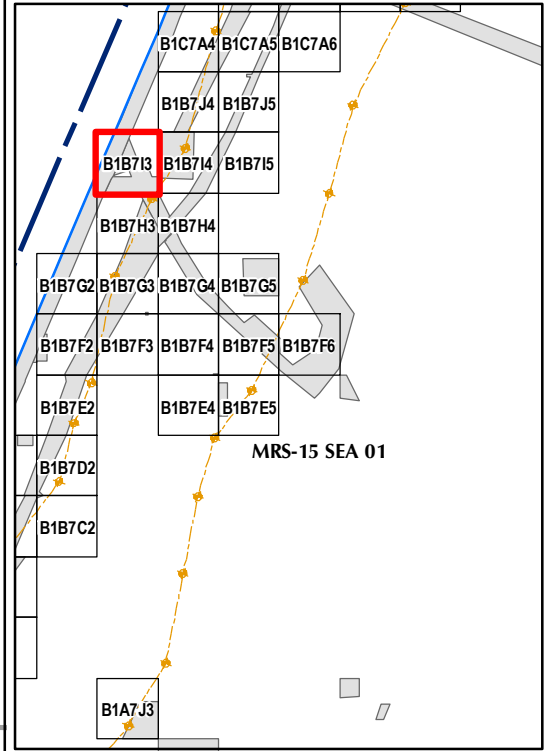 B1C7A4 B1C7A5 B1C7A6
B1B7J4 B1B7J5
B1B7I3 B1B7I4 B1B7I5
B1B7H3 B1B7H4
B1B7G2 B1B7G3 B1B7G4 B1B7G5
B1B7F2 B1B7F3 B1B7F4 B1B7F5 B1B7F6
B1B7E2 B1B7E4 B1B7E5
MRS-15 SEA 01
B1B7D2
B1B7C2
B1A7J3